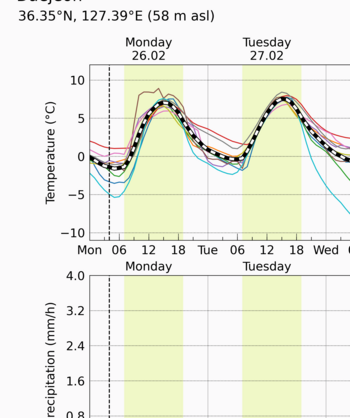 36.35°N, 127.39°E (58 m asl)
Monday Tuesday
26.02 27.02
Temperature (°C)
10
5
0
−5
−10
Mon 06 12 18 Tue 06 12 18 Wed 06
Monday Tuesday
recipitation (mm/h)
4.0
3.2
2.4
1.6
0.8